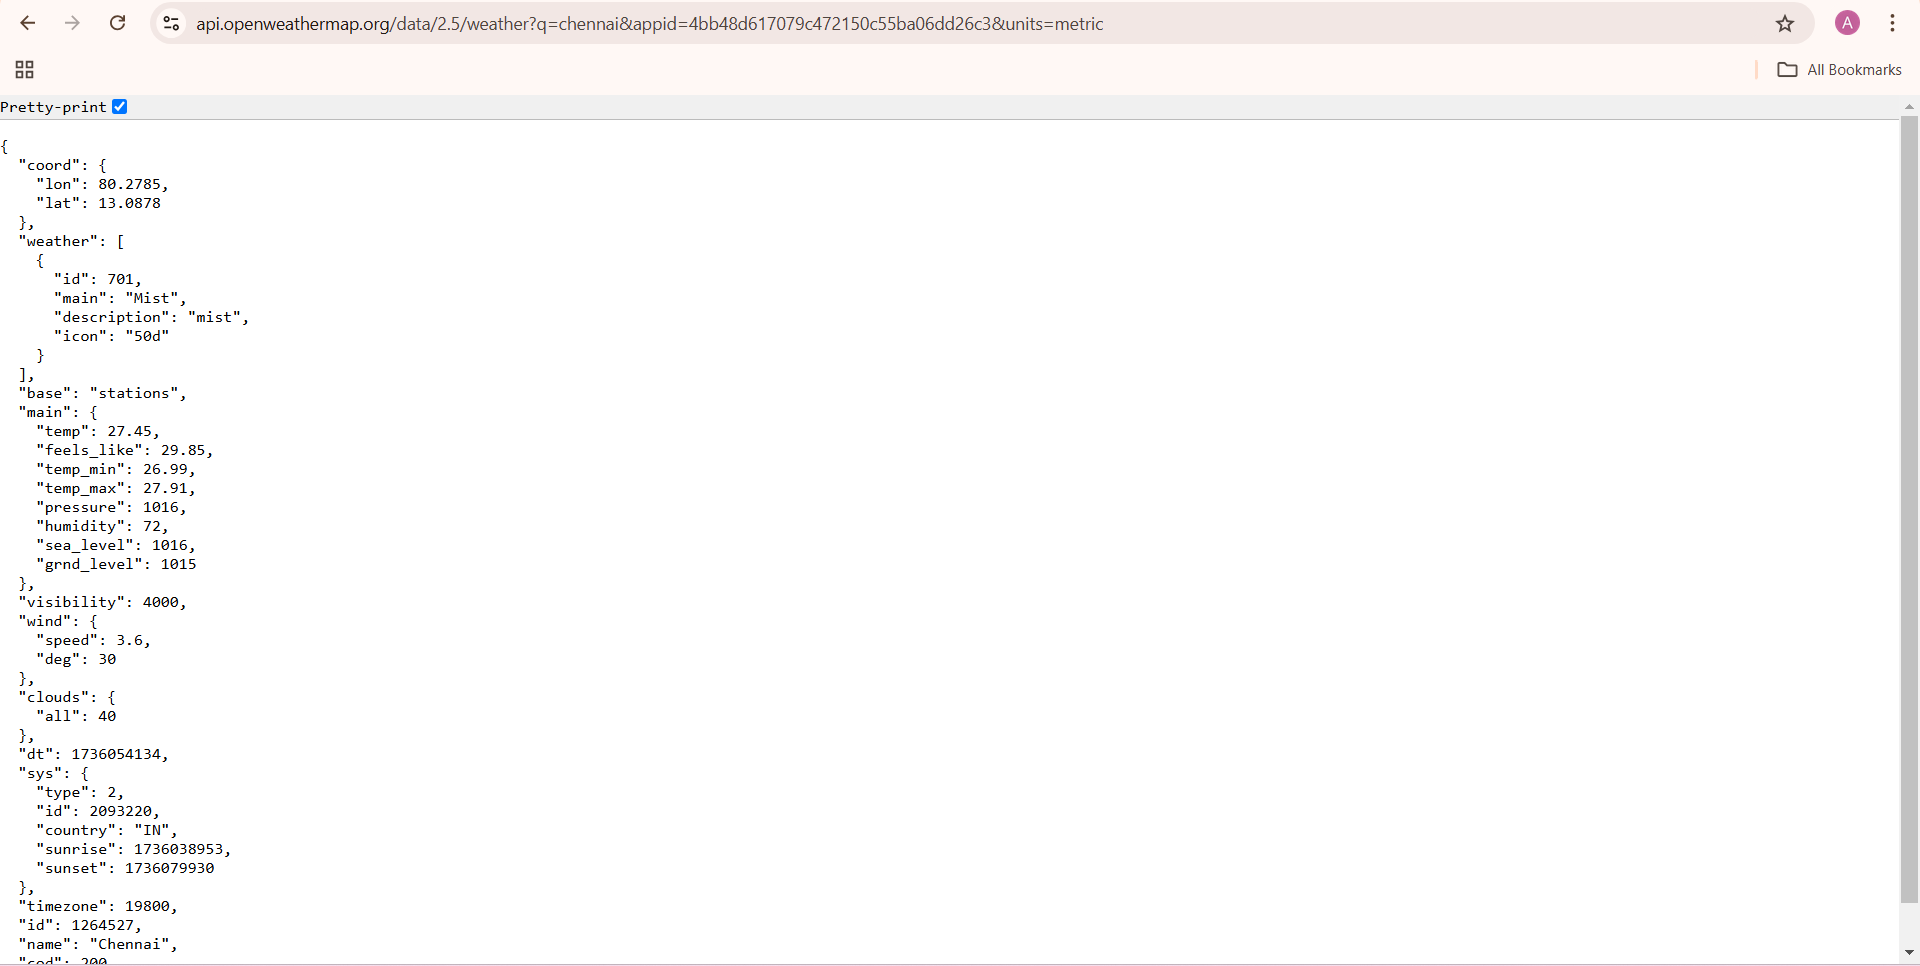 api.openweathermap.org/data/2.5/weather?q=chennai&appid=4bb48d617079c472150c55ba06dd26c3&units=metric
A
All Bookmarks
Pretty-print
{
  "coord": {
    "lon": 80.2785,
    "lat": 13.0878
  },
  "weather": [
    {
      "id": 701,
      "main": "Mist",
      "description": "mist",
      "icon": "50d"
    }
  ],
  "base": "stations",
  "main": {
    "temp": 27.45,
    "feels_like": 29.85,
    "temp_min": 26.99,
    "temp_max": 27.91,
    "pressure": 1016,
    "humidity": 72,
    "sea_level": 1016,
    "grnd_level": 1015
  },
  "visibility": 4000,
  "wind": {
    "speed": 3.6,
    "deg": 30
  },
  "clouds": {
    "all": 40
  },
  "dt": 1736054134,
  "sys": {
    "type": 2,
    "id": 2093220,
    "country": "IN",
    "sunrise": 1736038953,
    "sunset": 1736079930
  },
  "timezone": 19800,
  "id": 1264527,
  "name": "Chennai",
  "cod": 200